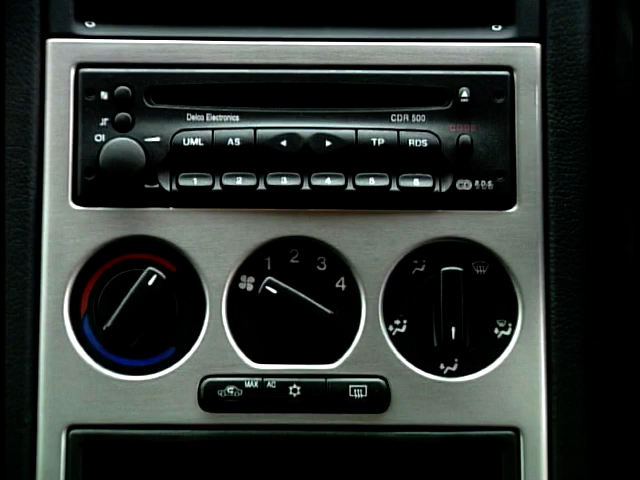 Delco Electronics CDR 500
UML AS TP RDS
1 2 3 4 5 6
1 2 3 4
MAX AC